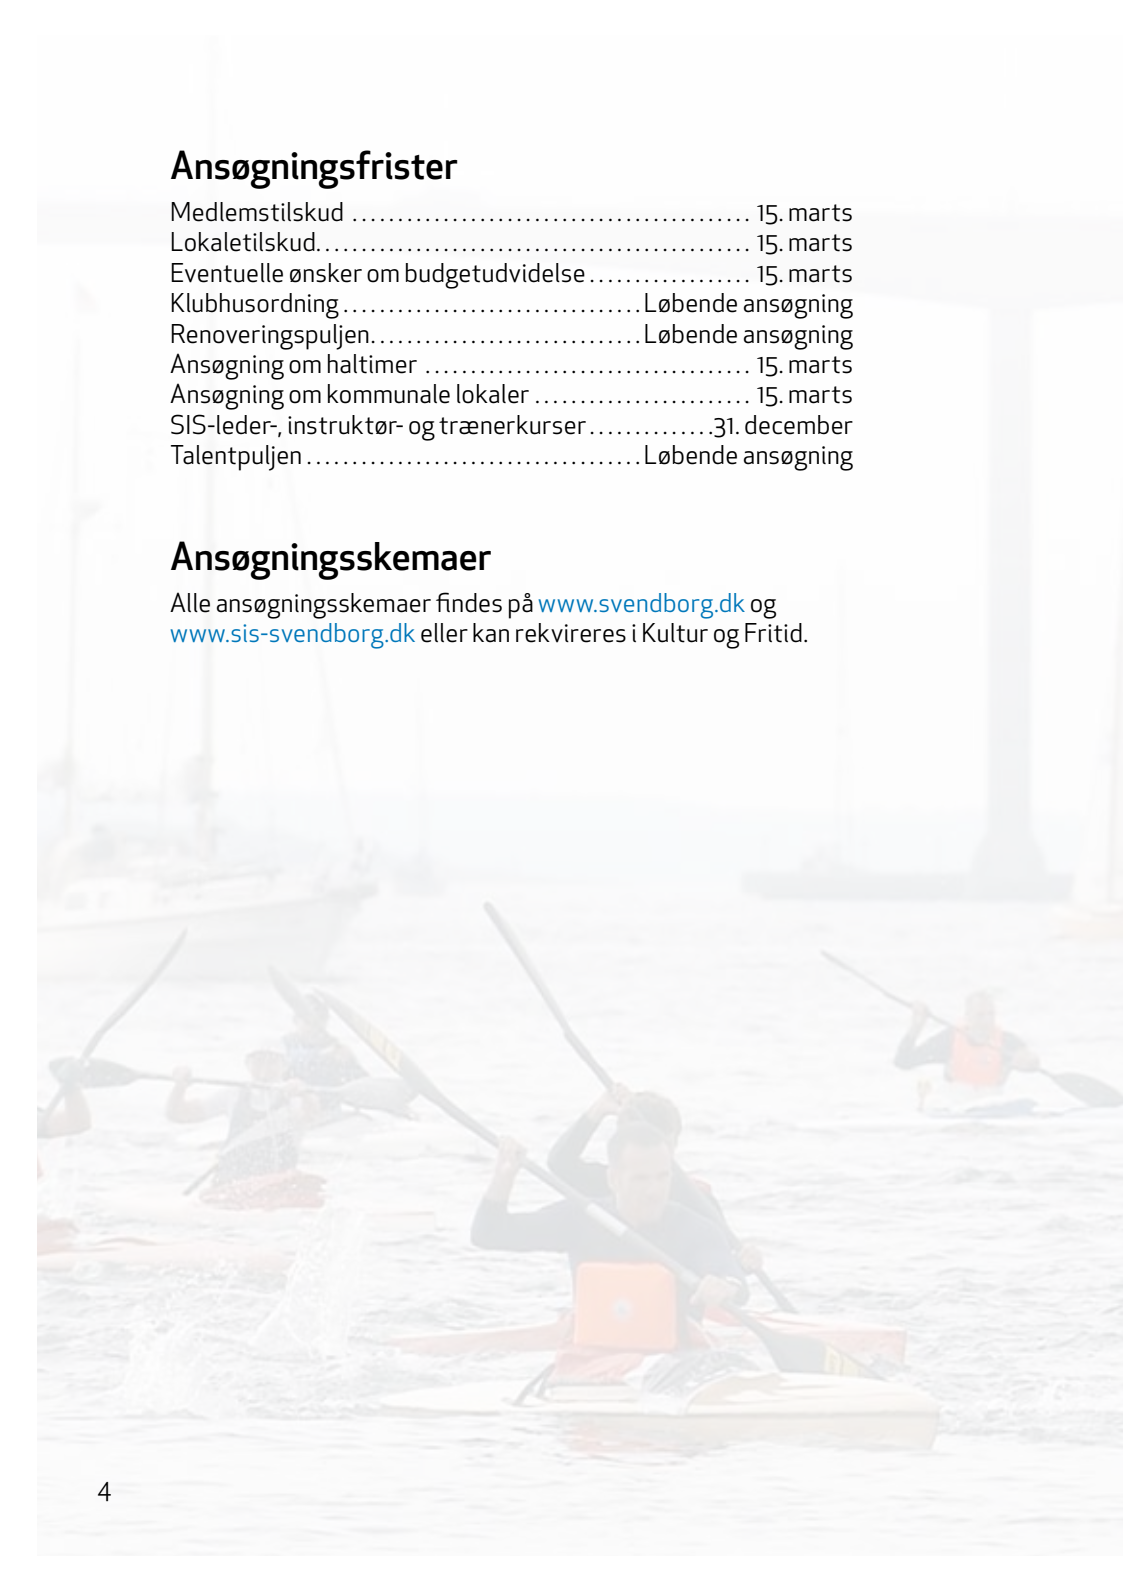 Ansøgningsfrister
Medlemstilskud ............................................ 15. marts
Lokaletilskud................................................ 15. marts
Eventuelle ønsker om budgetudvidelse.................. 15. marts
Klubhusordning.................................Løbende ansøgning
Renoveringspuljen..............................Løbende ansøgning
Ansøgning om haltimer .................................... 15. marts
Ansøgning om kommunale lokaler ........................ 15. marts
SIS-leder-, instruktør- og trænerkurser..............31. december
Talentpuljen.....................................Løbende ansøgning
Ansøgningsskemaer
Alle ansøgningsskemaer findes på www.svendborg.dk og
www.sis-svendborg.dk eller kan rekvireres i Kultur og Fritid.
4